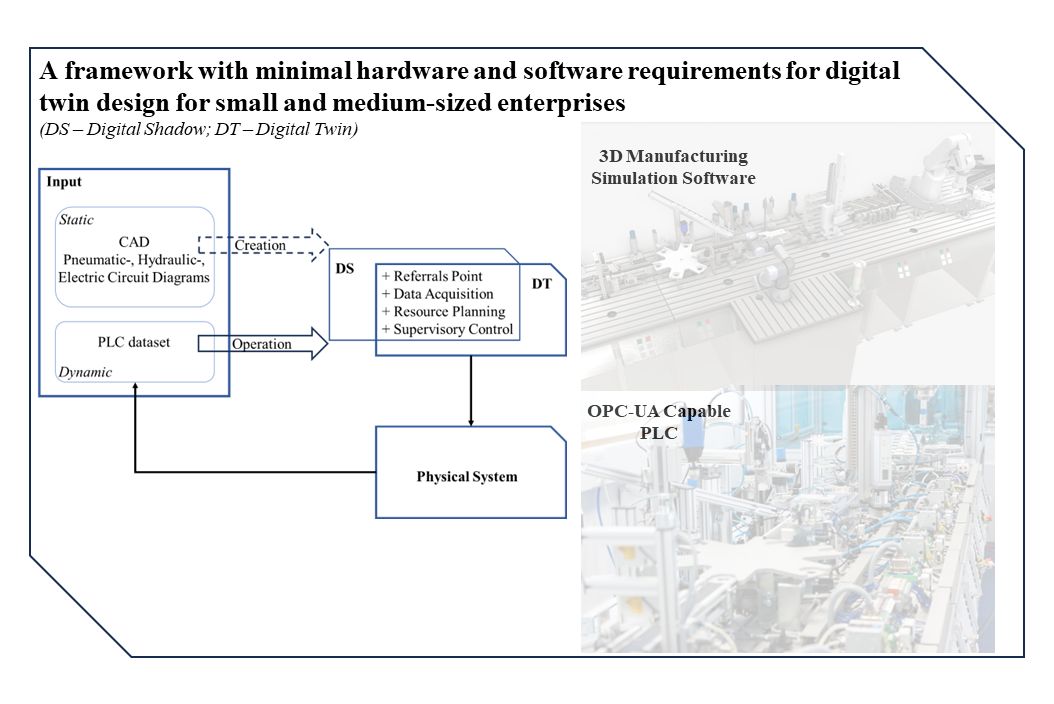 A framework with minimal hardware and software requirements for digital
twin design for small and medium-sized enterprises
(DS – Digital Shadow; DT – Digital Twin)
Input
Static
CAD
Pneumatic-, Hydraulic-,
Electric Circuit Diagrams
PLC dataset
Dynamic
Creation
Operation
DS
+ Referrals Point
+ Data Acquisition
+ Resource Planning
+ Supervisory Control
DT
Physical System
3D Manufacturing
Simulation Software
OPC-UA Capable
PLC